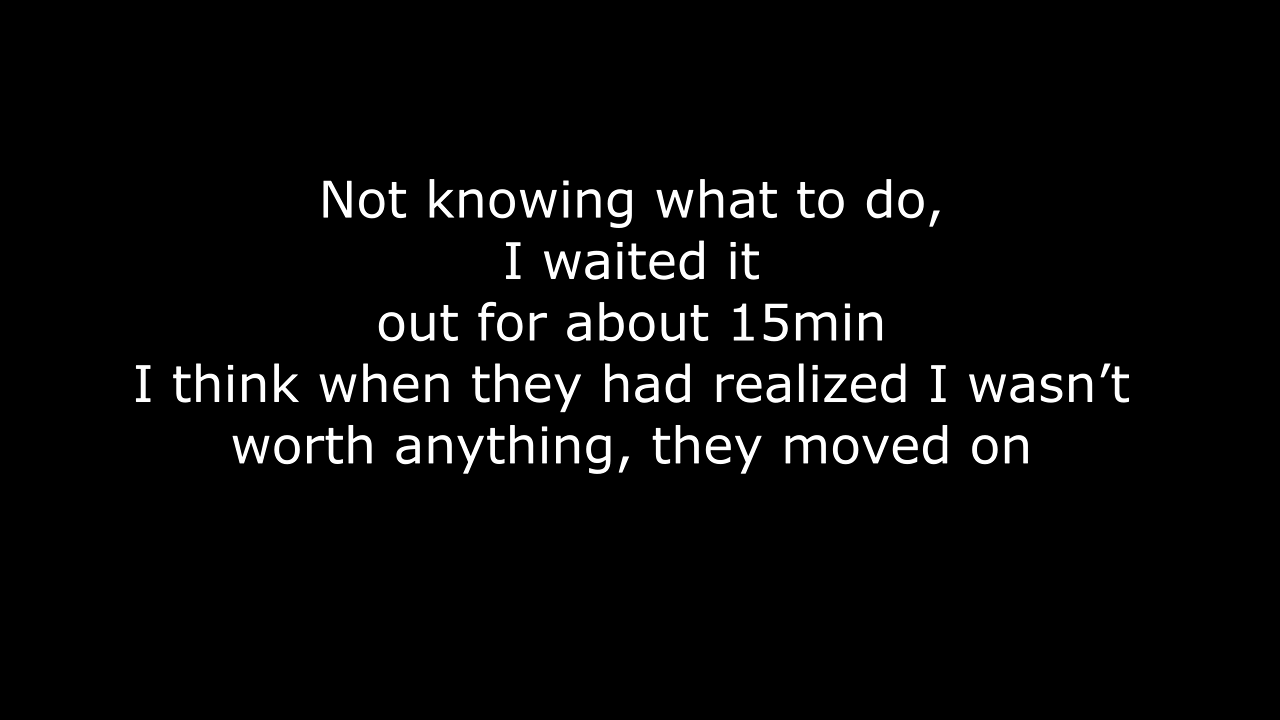 Not knowing what to do,
I waited it
out for about 15min
I think when they had realized I wasn’t
worth anything, they moved on